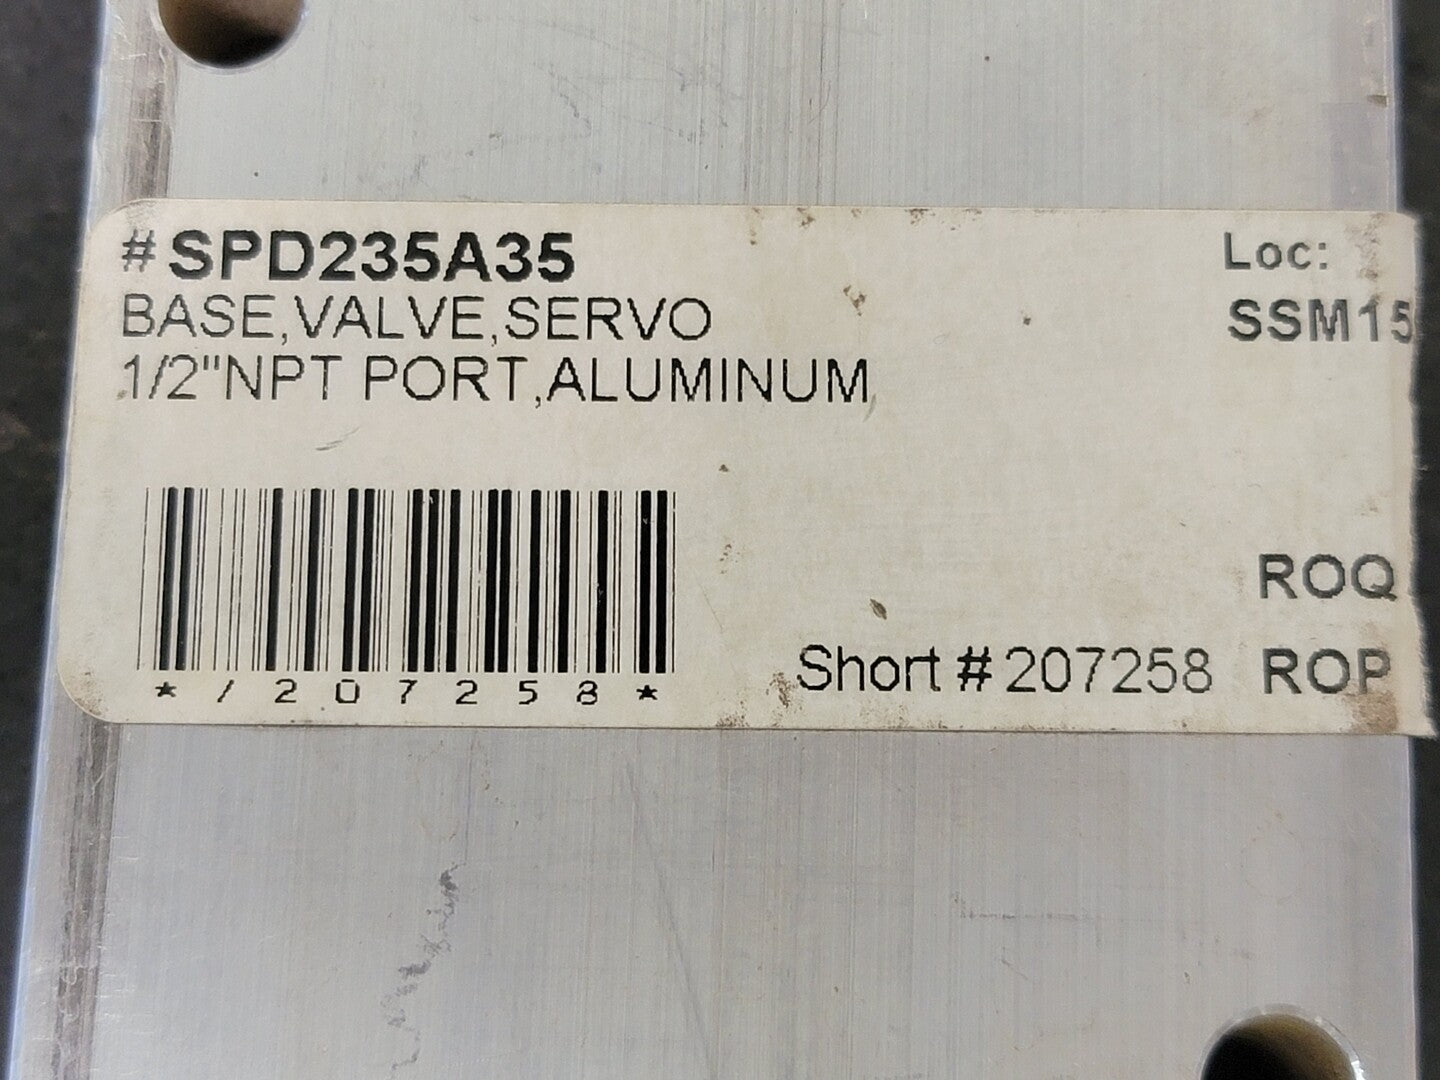 #SPD235A35
BASE,VALVE,SERVO
1/2"NPT PORT,ALUMINUM,
Loc:
SSM15
*/207258*
Short # 207258
ROQ
ROP